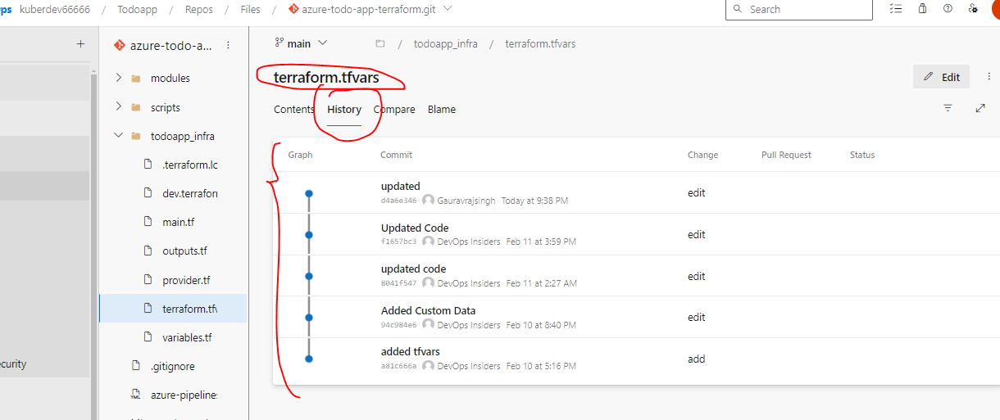 Ops kuberdev66666 / Todoapp / Repos / Files / azure-todo-app-terraform.git
Search
azure-todo-a...
modules
scripts
todoapp_infra
.terraform.lc
dev.terraform
main.tf
outputs.tf
provider.tf
terraform.tfv
variables.tf
.gitignore
azure-pipelines
ecurity
main / todoapp_infra / terraform.tfvars
terraform.tfvars
Edit
Contents History Compare Blame
Graph Commit Change Pull Request Status
updated
edit
d4a6e346 Gauravrajsingh Today at 9:38 PM
Updated Code
edit
f1657bc3 DevOps Insiders Feb 11 at 3:59 PM
updated code
edit
8041f547 DevOps Insiders Feb 11 at 2:27 AM
Added Custom Data
edit
94c984e6 DevOps Insiders Feb 10 at 8:40 PM
added tfvars
add
a81c666a DevOps Insiders Feb 10 at 5:16 PM